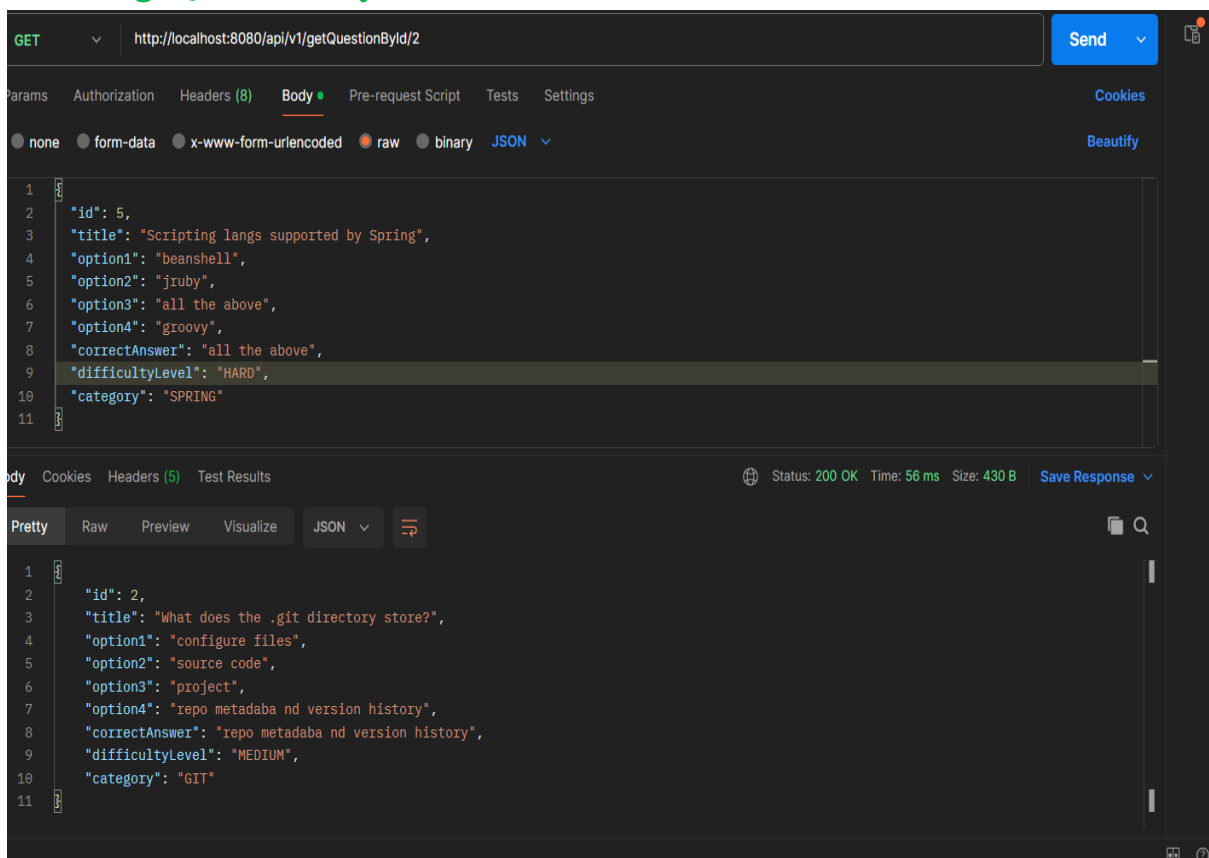 GET http://localhost:8080/api/v1/getQuestionById/2 Send
Params Authorization Headers (8) Body Pre-request Script Tests Settings Cookies
none form-data x-www-form-urlencoded raw binary JSON Beautify
1 {
2 "id": 5,
3 "title": "Scripting langs supported by Spring",
4 "option1": "beanshell",
5 "option2": "jruby",
6 "option3": "all the above",
7 "option4": "groovy",
8 "correctAnswer": "all the above",
9 "difficultyLevel": "HARD",
10 "category": "SPRING"
11 }
ody Cookies Headers (5) Test Results Status: 200 OK Time: 56 ms Size: 430 B Save Response
Pretty Raw Preview Visualize JSON
1 {
2 "id": 2,
3 "title": "What does the .git directory store?",
4 "option1": "configure files",
5 "option2": "source code",
6 "option3": "project",
7 "option4": "repo metadaba nd version history",
8 "correctAnswer": "repo metadaba nd version history",
9 "difficultyLevel": "MEDIUM",
10 "category": "GIT"
11 }